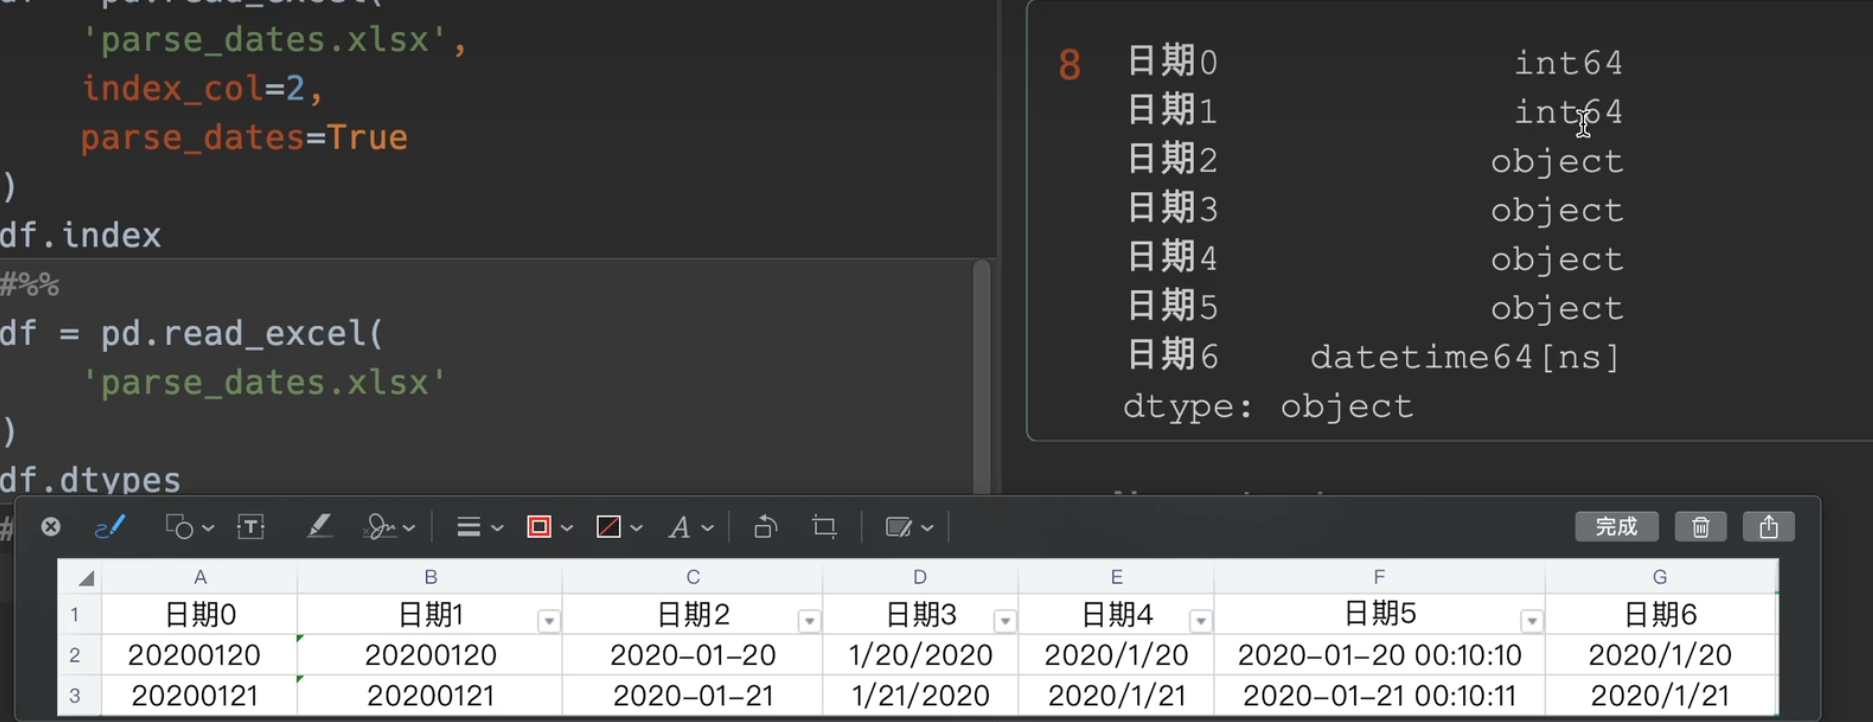 df = pd.read_excel(
'parse_dates.xlsx',
index_col=2,
parse_dates=True
)
df.index
#%%
df = pd.read_excel(
'parse_dates.xlsx'
)
df.dtypes
#
8 日期0 int64
日期1 int64
日期2 object
日期3 object
日期4 object
日期5 object
日期6 datetime64[ns]
dtype: object
完成
A B C D E F G
1 日期0 日期1 日期2 日期3 日期4 日期5 日期6
2 20200120 20200120 2020-01-20 1/20/2020 2020/1/20 2020-01-20 00:10:10 2020/1/20
3 20200121 20200121 2020-01-21 1/21/2020 2020/1/21 2020-01-21 00:10:11 2020/1/21